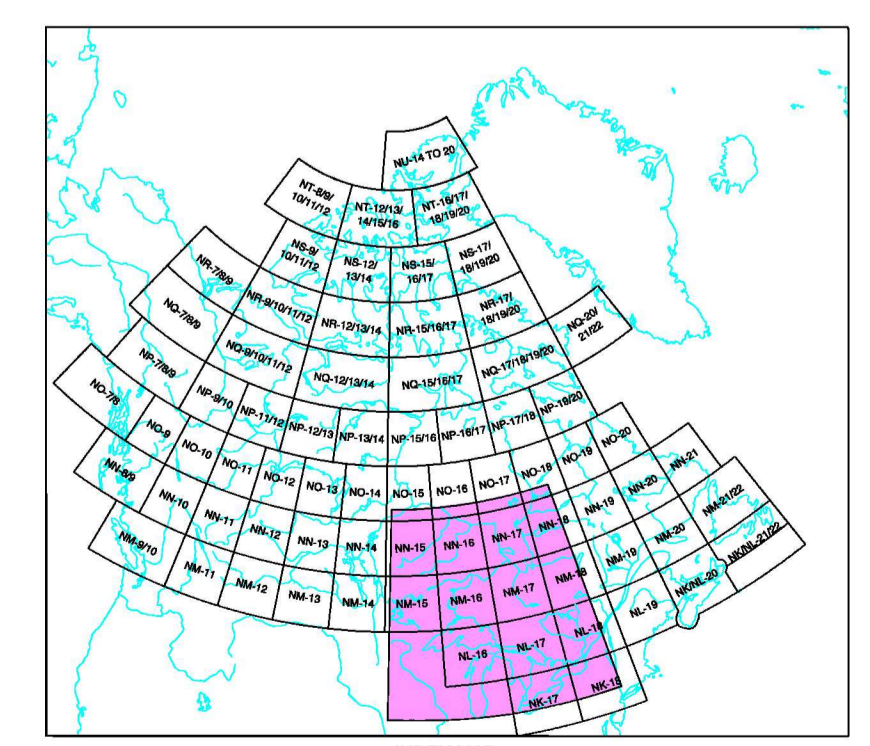 NU-14 TO 20
NT-8/9/
10/11/12
NT-12/13/
14/15/16
NT-16/17/
18/19/20
NS-9/
10/11/12
NS-12/
13/14
NS-15/
16/17
NS-17/
18/19/20
NR-7/8/9
NR-9/10/11/12
NR-12/13/14
NR-15/16/17
NR-17/
18/19/20
NQ-7/8/9
NQ-9/10/11/12
NQ-12/13/14
NQ-15/16/17
NQ-17/18/19/20
NQ-20/
21/22
NP-7/8/9
NP-9/10
NP-11/12
NP-12/13
NP-13/14
NP-15/16
NP-16/17
NP-17/18
NP-19/20
NO-7/8
NO-9
NO-10
NO-11
NO-12
NO-13
NO-14
NO-15
NO-16
NO-17
NO-18
NO-19
NO-20
NN-8/9
NN-10
NN-11
NN-12
NN-13
NN-14
NN-15
NN-16
NN-17
NN-18
NN-19
NN-20
NN-21
NM-9/10
NM-11
NM-12
NM-13
NM-14
NM-15
NM-16
NM-17
NM-18
NM-19
NM-20
NM-21/22
NL-16
NL-17
NL-18
NL-19
NK/NL-20
NK/NL-21/22
NK-17
NK-18